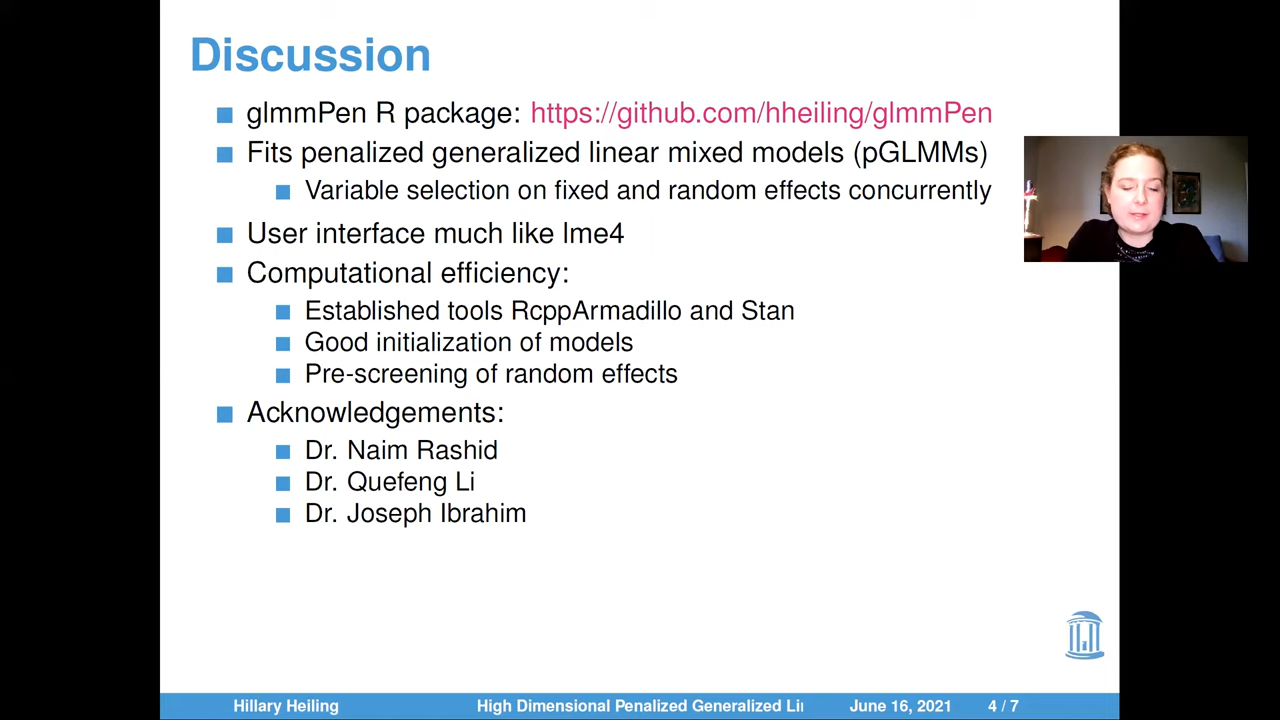 Discussion
glmmPen R package: https://github.com/hheiling/glmmPen
Fits penalized generalized linear mixed models (pGLMMs)
Variable selection on fixed and random effects concurrently
User interface much like lme4
Computational efficiency:
Established tools RcppArmadillo and Stan
Good initialization of models
Pre-screening of random effects
Acknowledgements:
Dr. Naim Rashid
Dr. Quefeng Li
Dr. Joseph Ibrahim
Hillary Heiling
High Dimensional Penalized Generalized Lin
June 16, 2021
4 / 7